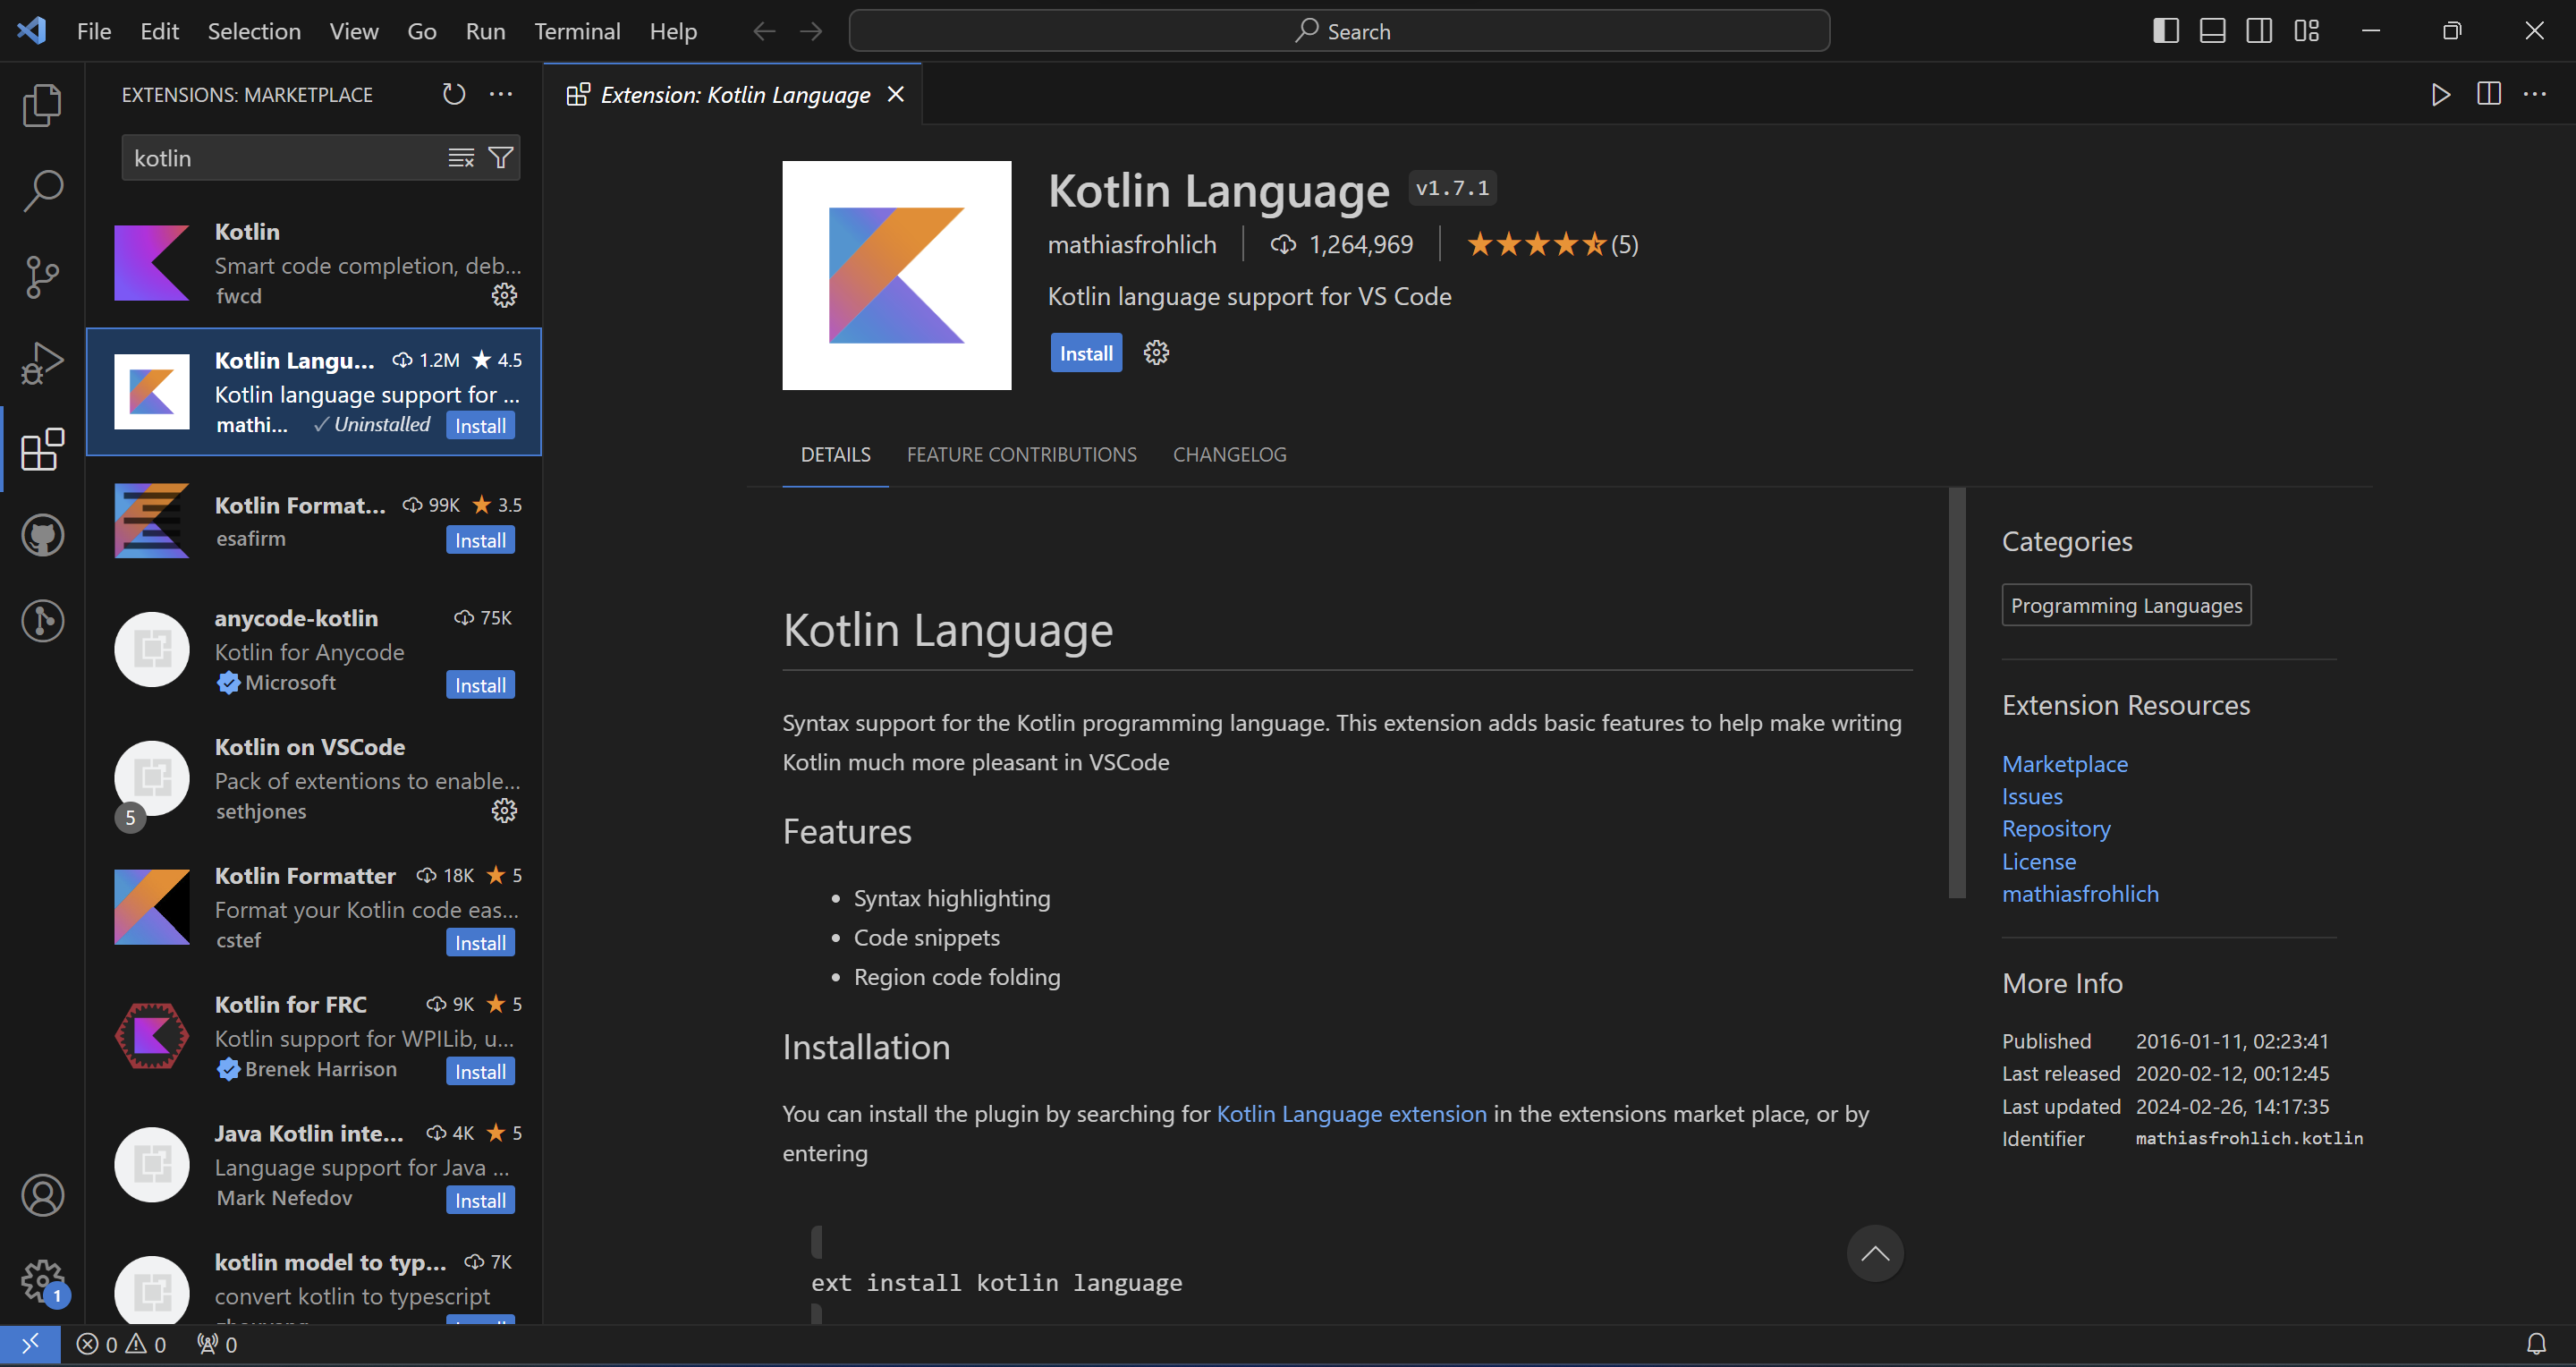 File Edit Selection View Go Run Terminal Help
Search
EXTENSIONS: MARKETPLACE
Extension: Kotlin Language
kotlin
Kotlin
Smart code completion, deb...
fwcd
Kotlin Langu... 1.2M 4.5
Kotlin language support for ...
mathi... Uninstalled Install
Kotlin Format... 99K 3.5
esafirm Install
anycode-kotlin 75K
Kotlin for Anycode
Microsoft Install
Kotlin on VSCode
Pack of extentions to enable...
5 sethjones
Kotlin Formatter 18K 5
Format your Kotlin code eas...
cstef Install
Kotlin for FRC 9K 5
Kotlin support for WPILib, u...
Brenek Harrison Install
Java Kotlin inte... 4K 5
Language support for Java ...
Mark Nefedov Install
kotlin model to typ... 7K
convert kotlin to typescript
1
Kotlin Language v1.7.1
mathiasfrohlich 1,264,969 (5)
Kotlin language support for VS Code
Install
DETAILS FEATURE CONTRIBUTIONS CHANGELOG
Kotlin Language
Syntax support for the Kotlin programming language. This extension adds basic features to help make writing
Kotlin much more pleasant in VSCode
Features
• Syntax highlighting
• Code snippets
• Region code folding
Installation
You can install the plugin by searching for Kotlin Language extension in the extensions market place, or by
entering
ext install kotlin language
Categories
Programming Languages
Extension Resources
Marketplace
Issues
Repository
License
mathiasfrohlich
More Info
Published 2016-01-11, 02:23:41
Last released 2020-02-12, 00:12:45
Last updated 2024-02-26, 14:17:35
Identifier mathiasfrohlich.kotlin
0 0 0